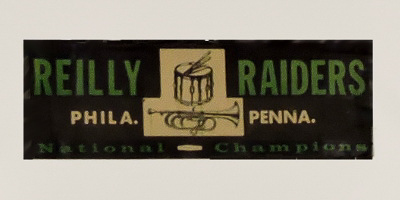 REILLY RAIDERS
PHILA. PENNA.
National - Champions